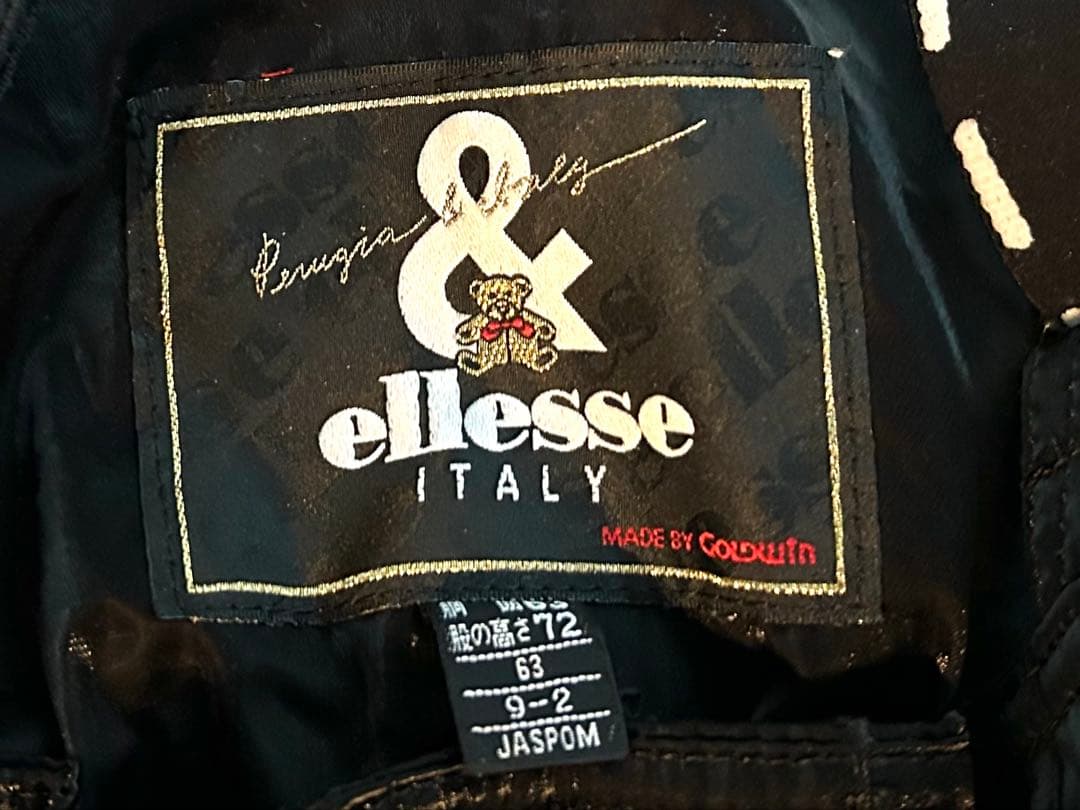 &
Perugia Italy
ellesse
ITALY
MADE BY GOLDWIN
股の高さ72
63
9-2
JASPOM